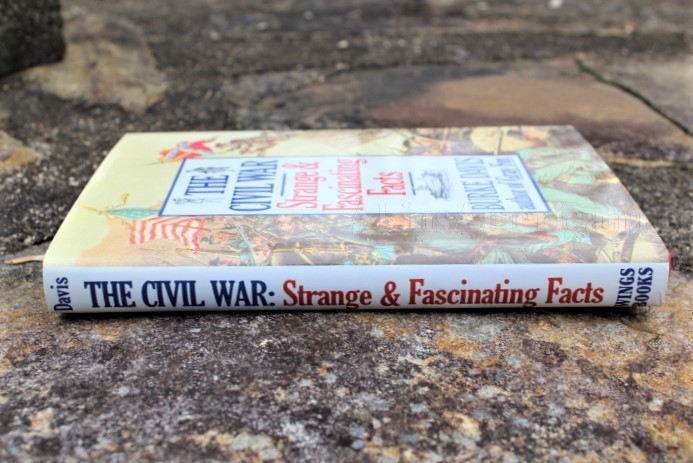 THE
CIVIL WAR
Strange &
Fascinating
Facts
BURKE DAVIS
Davis
THE CIVIL WAR: Strange & Fascinating Facts
WINGS
BOOKS